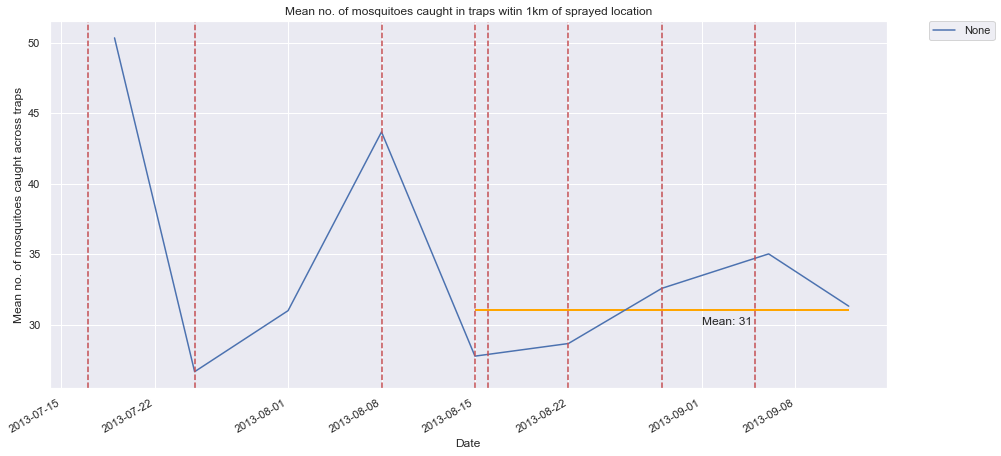 Mean no. of mosquitoes caught in traps witin 1km of sprayed location
None
Mean no. of mosquitoes caught across traps
50
45
40
35
30
Mean: 31
2013-07-15
2013-07-22
2013-08-01
2013-08-08
2013-08-15
2013-08-22
2013-09-01
2013-09-08
Date